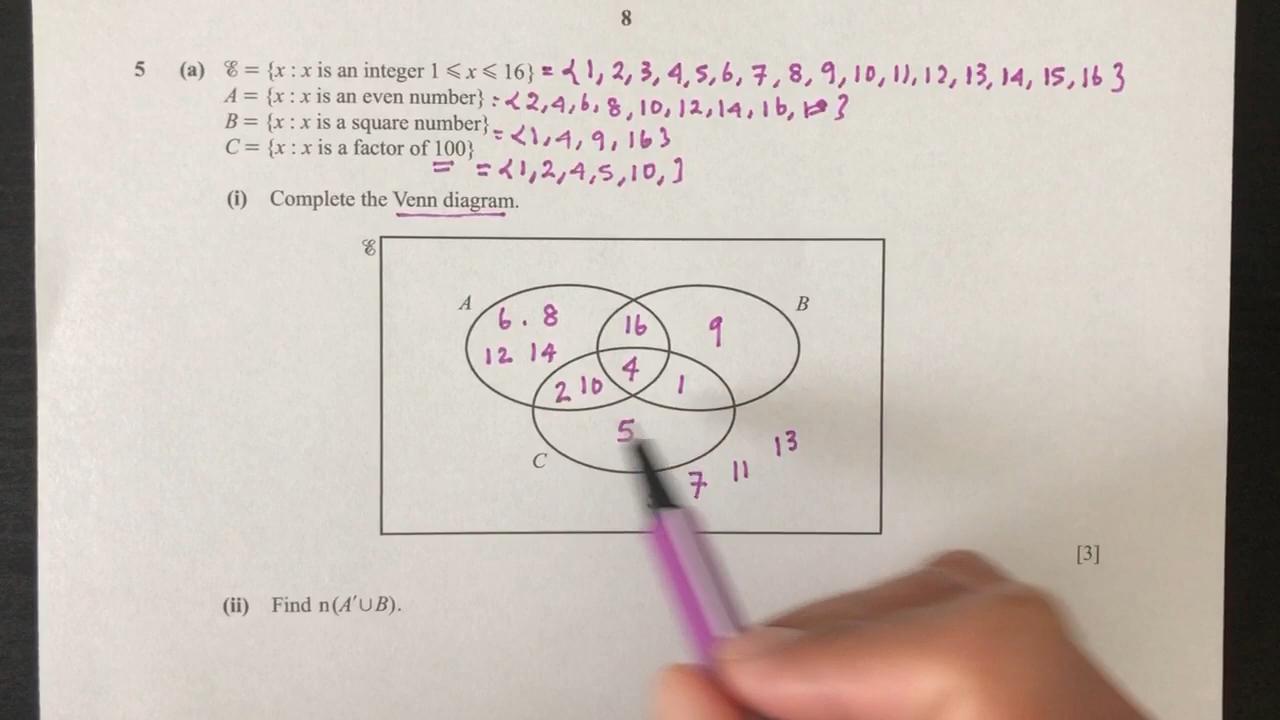 8
5 (a) ℰ = {x : x is an integer 1 ⩽ x ⩽ 16} = {1, 2, 3, 4, 5, 6, 7, 8, 9, 10, 11, 12, 13, 14, 15, 16}
A = {x : x is an even number} = {2, 4, 6, 8, 10, 12, 14, 16, }
B = {x : x is a square number} = {1, 4, 9, 16}
C = {x : x is a factor of 100} = {1, 2, 4, 5, 10, }
(i) Complete the Venn diagram.
ℰ
A B
6 . 8 16 9
12 14 4
2 10 1
5
C 13
7 11
[3]
(ii) Find n(A′∪B).